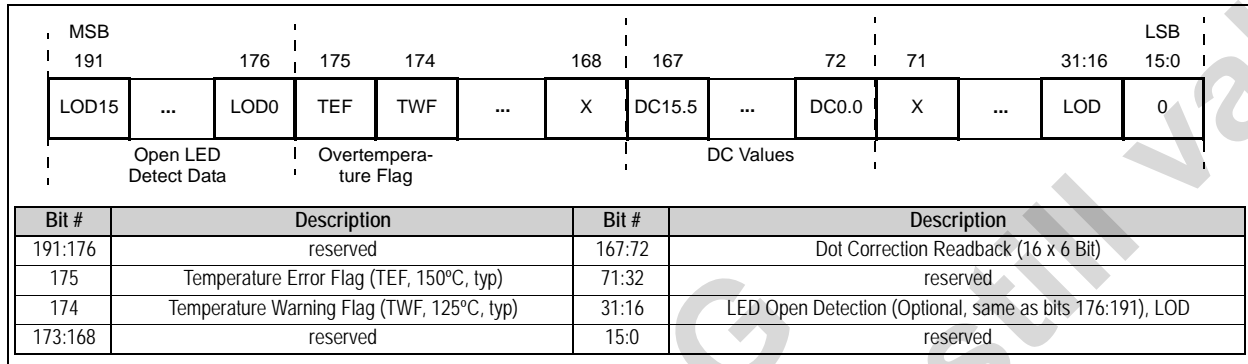 MSB LSB
191 176 175 174 168 167 72 71 31:16 15:0
LOD15 ... LOD0 TEF TWF ... X DC15.5 ... DC0.0 X ... LOD 0
Open LED Detect Data
Overtempera-
ture Flag
DC Values
Bit # Description Bit # Description
191:176 reserved 167:72 Dot Correction Readback (16 x 6 Bit)
175 Temperature Error Flag (TEF, 150ºC, typ) 71:32 reserved
174 Temperature Warning Flag (TWF, 125ºC, typ) 31:16 LED Open Detection (Optional, same as bits 176:191), LOD
173:168 reserved 15:0 reserved
G
still va